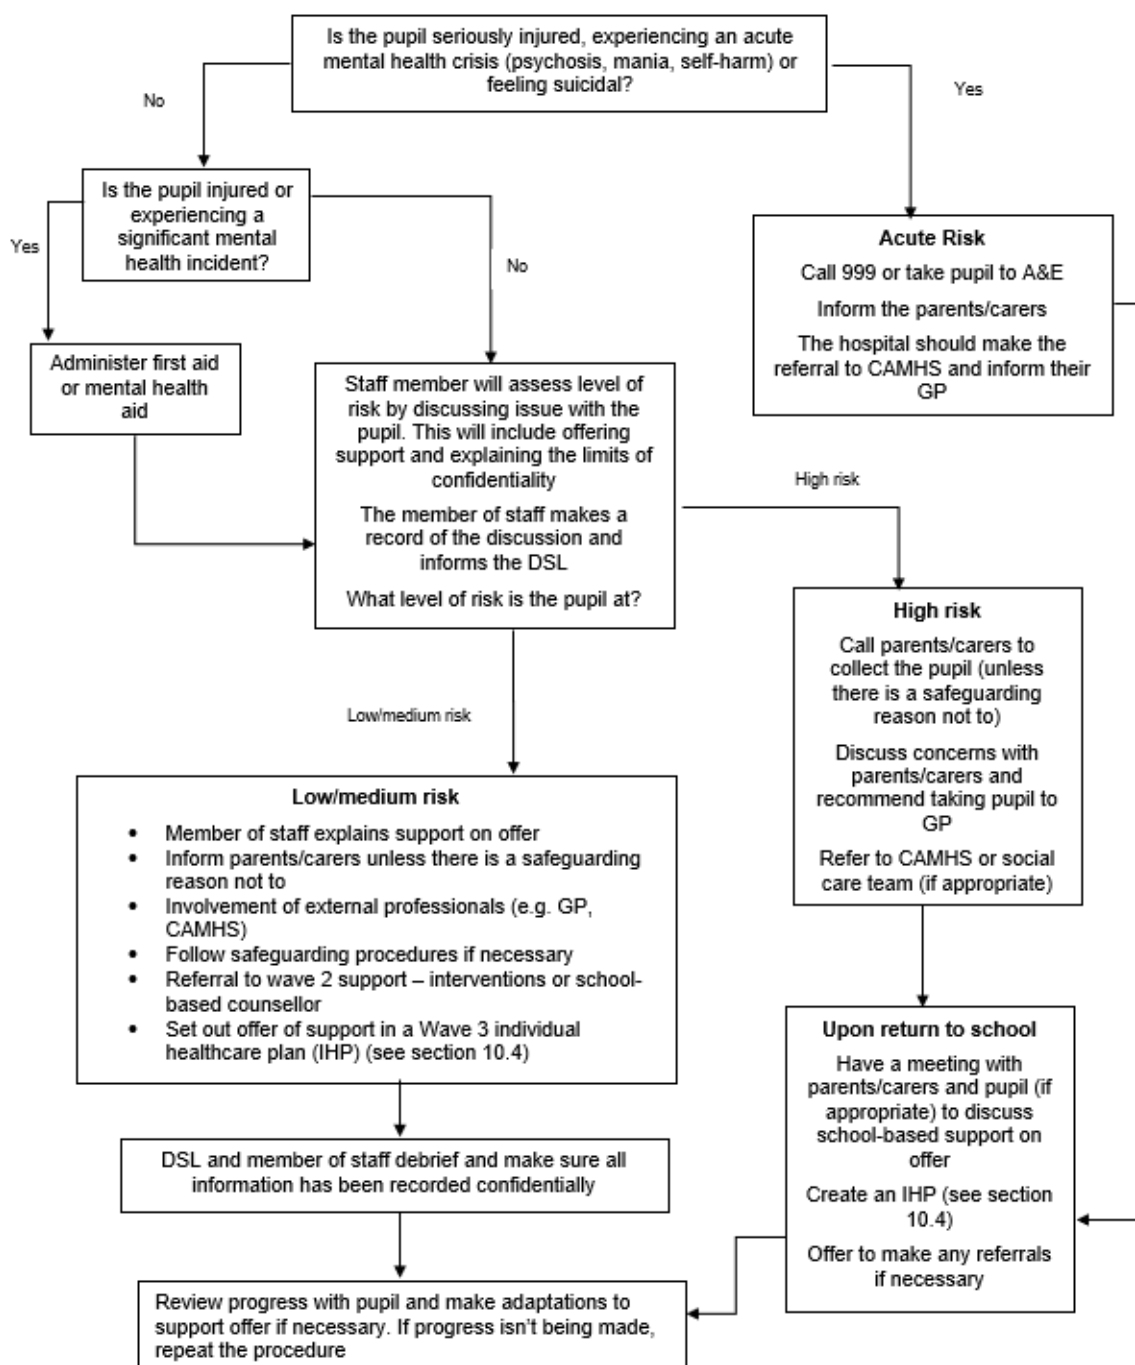 Is the pupil seriously injured, experiencing an acute
mental health crisis (psychosis, mania, self-harm) or
feeling suicidal?
No
Yes
Is the pupil injured or
experiencing a
significant mental
health incident?
Yes
No
Acute Risk
Call 999 or take pupil to A&E
Inform the parents/carers
The hospital should make the
referral to CAMHS and inform their
GP
Administer first aid
or mental health
aid
Staff member will assess level of
risk by discussing issue with the
pupil. This will include offering
support and explaining the limits of
confidentiality
The member of staff makes a
record of the discussion and
informs the DSL
What level of risk is the pupil at?
High risk
High risk
Call parents/carers to
collect the pupil (unless
there is a safeguarding
reason not to)
Discuss concerns with
parents/carers and
recommend taking pupil to
GP
Refer to CAMHS or social
care team (if appropriate)
Low/medium risk
Low/medium risk
• Member of staff explains support on offer
• Inform parents/carers unless there is a safeguarding
reason not to
• Involvement of external professionals (e.g. GP,
CAMHS)
• Follow safeguarding procedures if necessary
• Referral to wave 2 support – interventions or school-
based counsellor
• Set out offer of support in a Wave 3 individual
healthcare plan (IHP) (see section 10.4)
Upon return to school
Have a meeting with
parents/carers and pupil (if
appropriate) to discuss
school-based support on
offer
Create an IHP (see section
10.4)
Offer to make any referrals
if necessary
DSL and member of staff debrief and make sure all
information has been recorded confidentially
Review progress with pupil and make adaptations to
support offer if necessary. If progress isn't being made,
repeat the procedure